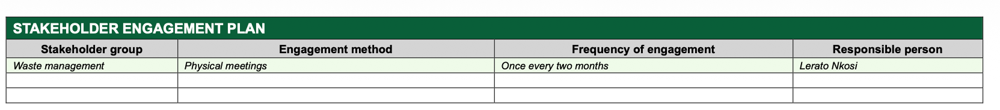 STAKEHOLDER ENGAGEMENT PLAN
Stakeholder group Engagement method Frequency of engagement Responsible person
Waste management Physical meetings Once every two months Lerato Nkosi